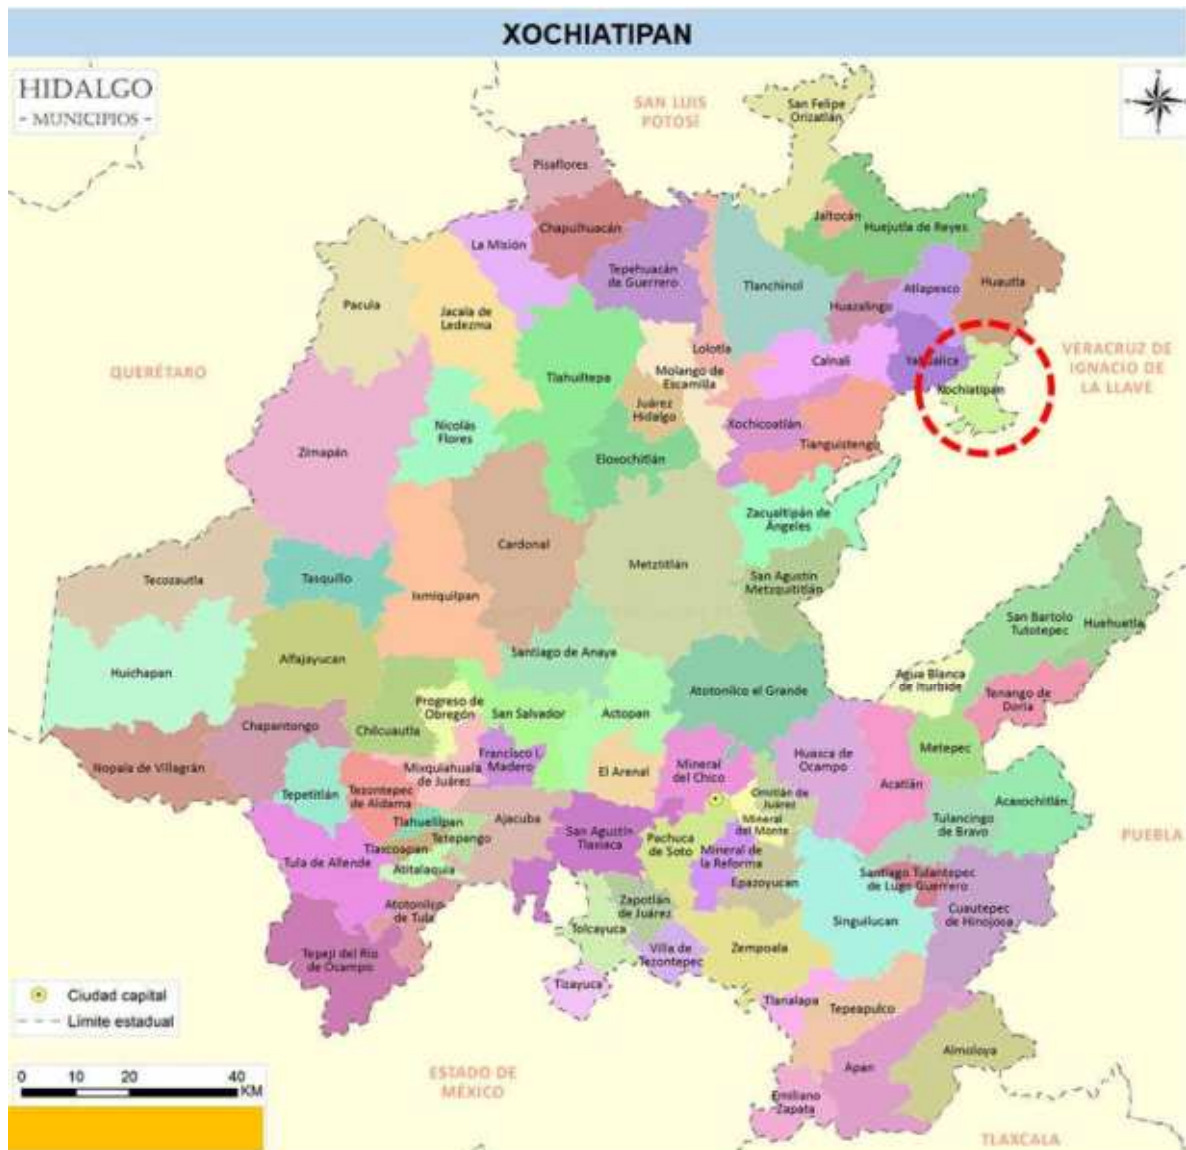 XOCHIATIPAN
HIDALGO
- MUNICIPIOS -
SAN LUIS
POTOSÍ
San Felipe
Orizatlán
Pisaflores
Jaltocán
Huejutla de Reyes
Chapulhuacán
La Misión
Tepehuacán
de Guerrero
Tlanchinol
Atlapexco
Huautla
Huazalingo
Pacula
Jacala de
Ledezma
QUERÉTARO
Lolotla
Calnali
Yahualica
VERACRUZ DE
IGNACIO DE
LA LLAVE
Molango de
Escamilla
Tlahuiltepa
Xochiatipan
Juárez
Hidalgo
Nicolás
Flores
Xochicoatlán
Tianguistengo
Zimapán
Eloxochitlán
Zacualtipán de
Ángeles
Cardonal
Metztitlán
Tecozautla
Tasquillo
Ixmiquilpan
San Agustín
Metzquititlán
San Bartolo
Tutotepec
Huehuetla
Huichapan
Alfajayucan
Santiago de Anaya
Atotonilco el Grande
Agua Blanca
de Iturbide
Tenango de
Doria
Progreso de
Obregón
San Salvador
Actopan
Chapantongo
Chilcuautla
Metepec
Nopala de Villagrán
Mixquiahuala
de Juárez
Francisco I.
Madero
El Arenal
Mineral
del Chico
Huasca de
Ocampo
Acatlán
Tepetitlán
Tezontepec
de Aldama
Omitlán de
Juárez
Acaxochitlán
Tlahuelilpan
Ajacuba
Mineral
del Monte
Tulancingo
de Bravo
PUEBLA
Tetepango
San Agustín
Tlaxiaca
Pachuca
de Soto
Tlaxcoapan
Tula de Allende
Atitalaquia
Mineral de
la Reforma
Epazoyucan
Santiago Tulantepec
de Lugo Guerrero
Atotonilco
de Tula
Zapotlán
de Juárez
Cuautepec
de Hinojosa
Tolcayuca
Singuilucan
Tepeji del Río
de Ocampo
Villa de
Tezontepec
Zempoala
Tizayuca
Ciudad capital
Límite estadual
Tlanalapa
Tepeapulco
Almoloya
Apan
0 10 20 40
KM
ESTADO DE
MÉXICO
Emiliano
Zapata
TLAXCALA